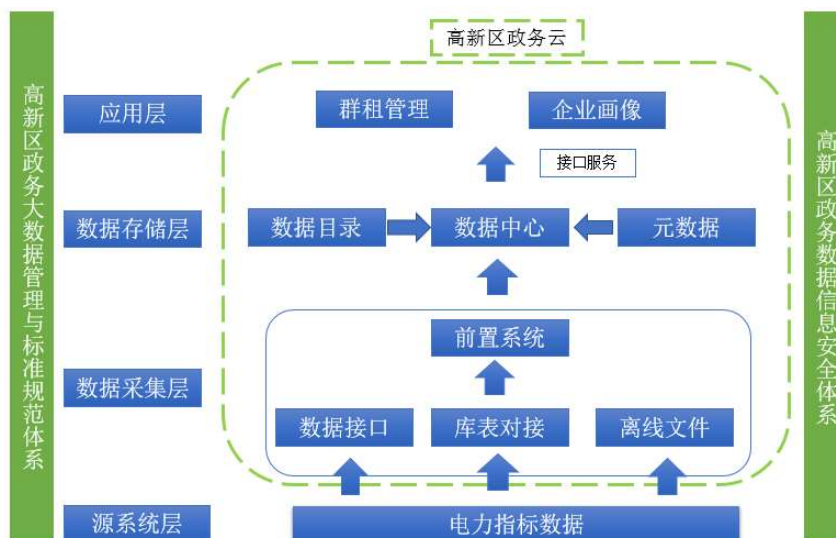 高新区政务云
高新区政务大数据管理与标准规范体系
应用层
群租管理
企业画像
接口服务
数据存储层
数据目录
数据中心
元数据
数据采集层
前置系统
数据接口
库表对接
离线文件
源系统层
电力指标数据
高新区政务数据信息安全体系